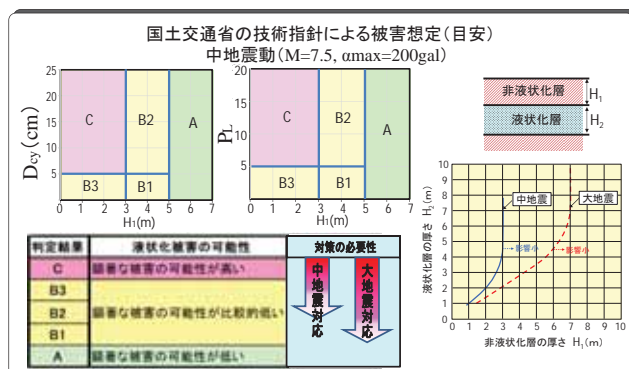 国土交通省の技術指針による被害想定(目安)
中地震動(M=7.5, αmax=200gal)
Dcy(cm)
25
20
15
10
5
C
B2
A
B3
B1
0 1 2 3 4 5 6 7
H1(m)
PL
20
15
10
5
0
C
B2
A
B3
B1
0 1 2 3 4 5 6 7
H1(m)
非液状化層
H1
液状化層
H2
液状化層の厚さ H2(m)
10
9
8
7
6
5
4
3
2
1
0
中地震
大地震
影響小
影響小
0 1 2 3 4 5 6 7 8 9 10
非液状化層の厚さ H1(m)
判定結果 液状化被害の可能性
C 顕著な被害の可能性が高い
B3
B2 顕著な被害の可能性が比較的低い
B1
A 顕著な被害の可能性が低い
対策の必要性
中地震対応
大地震対応